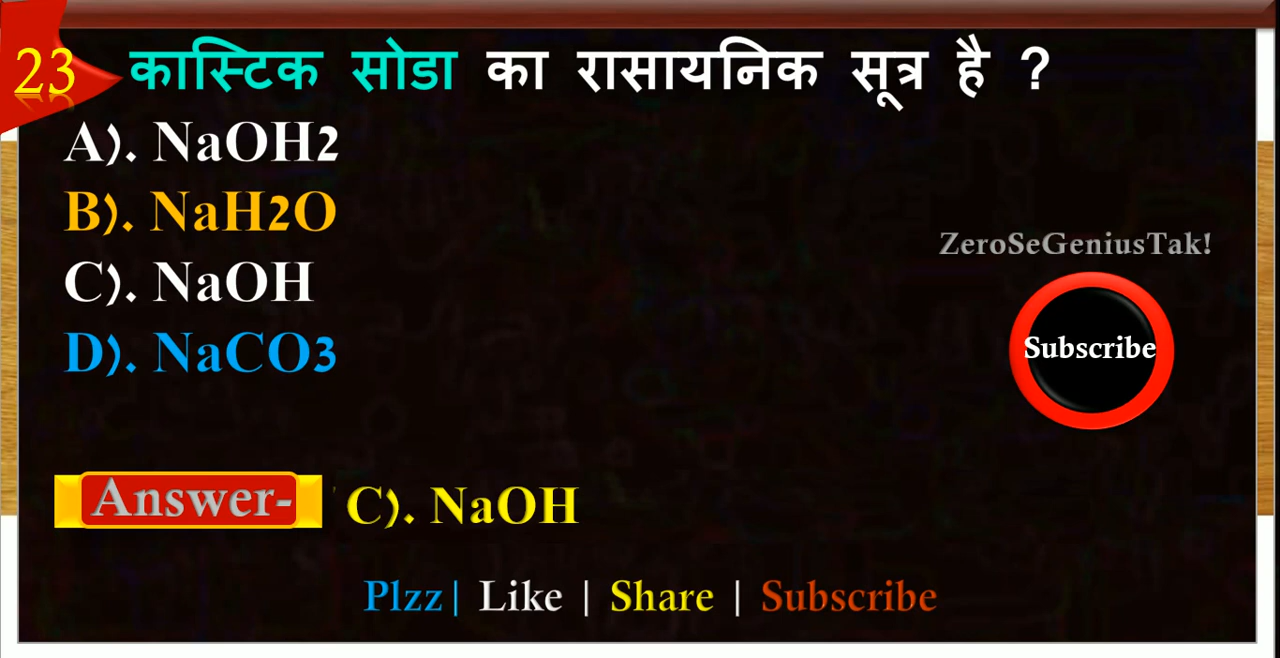 23 कास्टिक सोडा का रासायनिक सूत्र है ?
A). NaOH2
B). NaH2O
C). NaOH
D). NaCO3
ZeroSeGeniusTak!
Subscribe
Answer- C). NaOH
Plzz| Like | Share | Subscribe